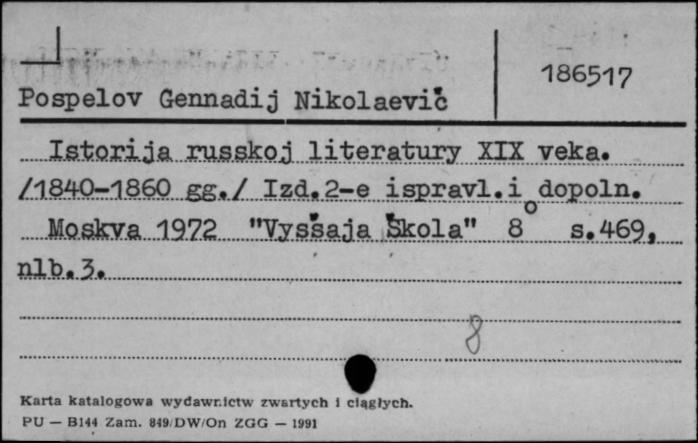 186517
Pospelov Gennadij Nikolaevič
Istorija russkoj literatury XIX veka.
/1840-1860 gg./ Izd.2-e ispravl.i dopoln.
Moskva 1972 "Vysšaja Škola" 8° s.469,
nlb.3.
8
Karta katalogowa wydawnictw zwartych i ciągłych.
PU — B144 Zam. 849/DW/On ZGG — 1991